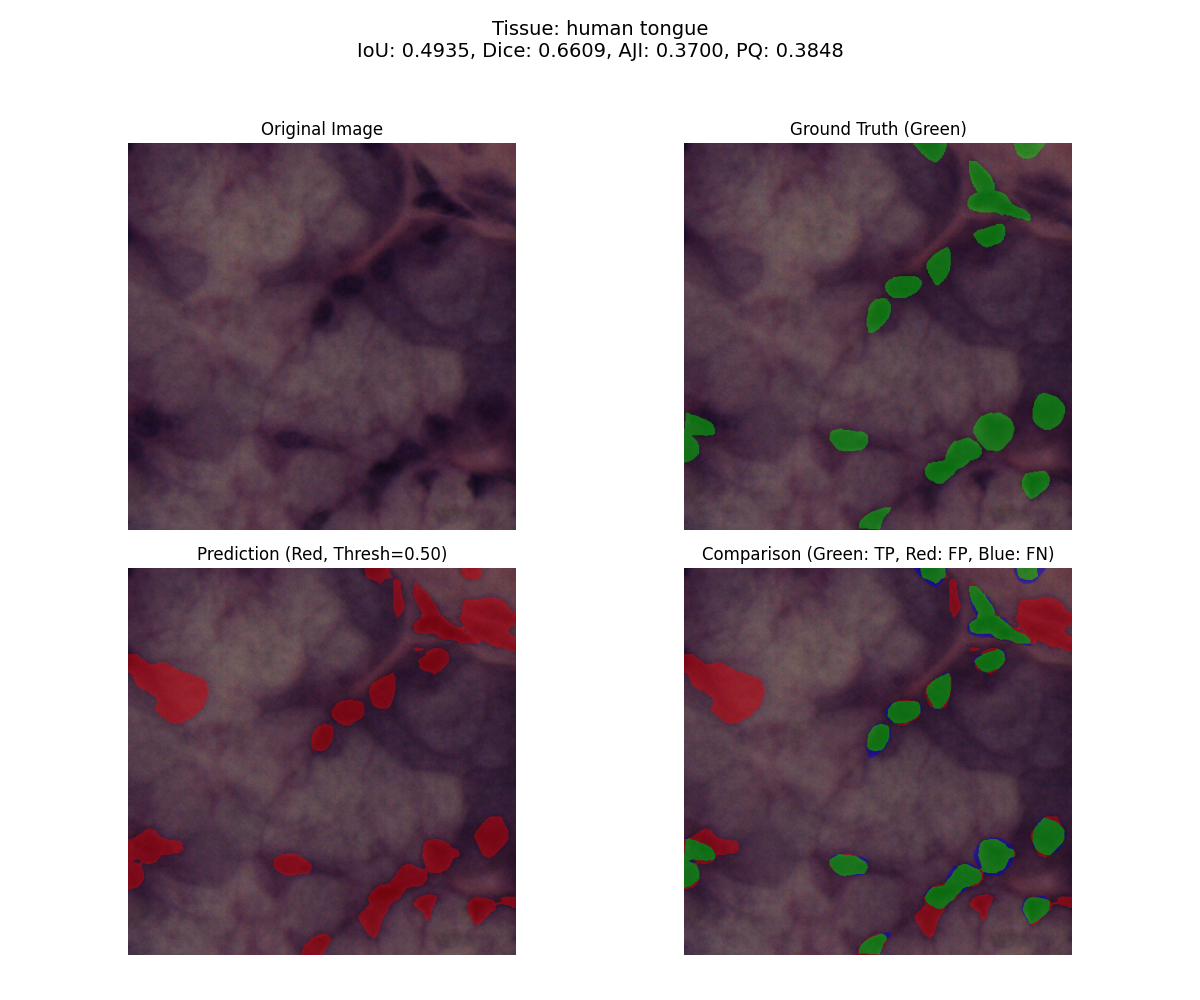 Tissue: human tongue
IoU: 0.4935, Dice: 0.6609, AJI: 0.3700, PQ: 0.3848
Original Image
Ground Truth (Green)
Prediction (Red, Thresh=0.50)
Comparison (Green: TP, Red: FP, Blue: FN)